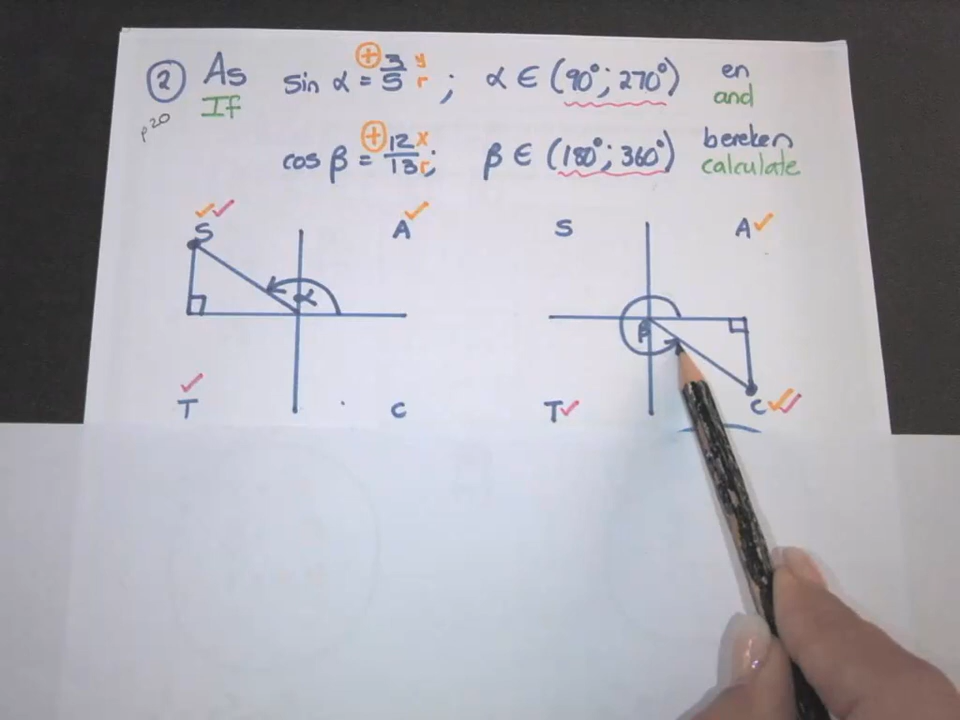 ② As sin α = ⊕3/5 y/r ; α ∈ (90°; 270°) en
If and
p20
cos β = ⊕12/13 x/r ; β ∈ (180°; 360°) bereken
calculate
S A S A
α β
T C T C